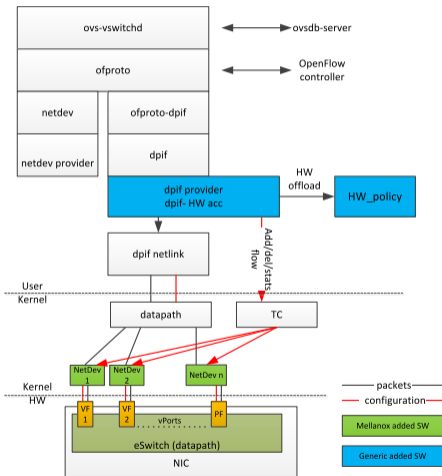 ovs-vswitchd
ovsdb-server
ofproto
OpenFlow
controller
netdev
ofproto-dpif
netdev provider
dpif
dpif provider
dpif- HW acc
HW
offload
HW_policy
dpif netlink
Add/del/stats
flow
User
Kernel
datapath
TC
NetDev
1
NetDev
2
NetDev n
Kernel
HW
VF
1
VF
2
PF
vPorts
eSwitch (datapath)
NIC
packets
configuration
Mellanox added SW
Generic added SW